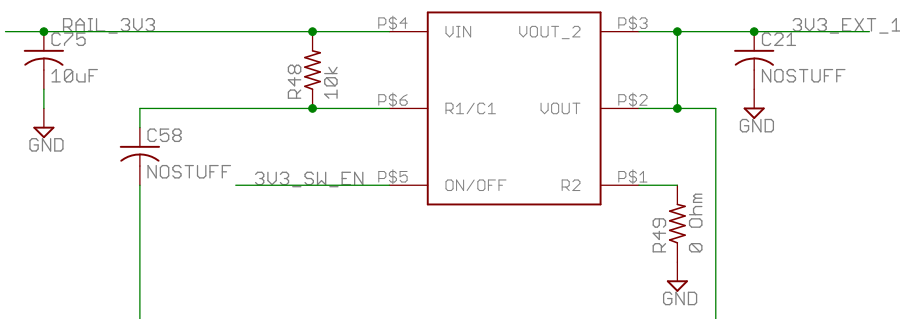 RAIL_3V3
C75
10uF
GND
R48
10k
C58
NOSTUFF
3V3_SW_EN
P$4
P$6
P$5
VIN
R1/C1
ON/OFF
VOUT_2
VOUT
R2
P$3
P$2
P$1
3V3_EXT_1
C21
NOSTUFF
GND
R49
0 Ohm
GND